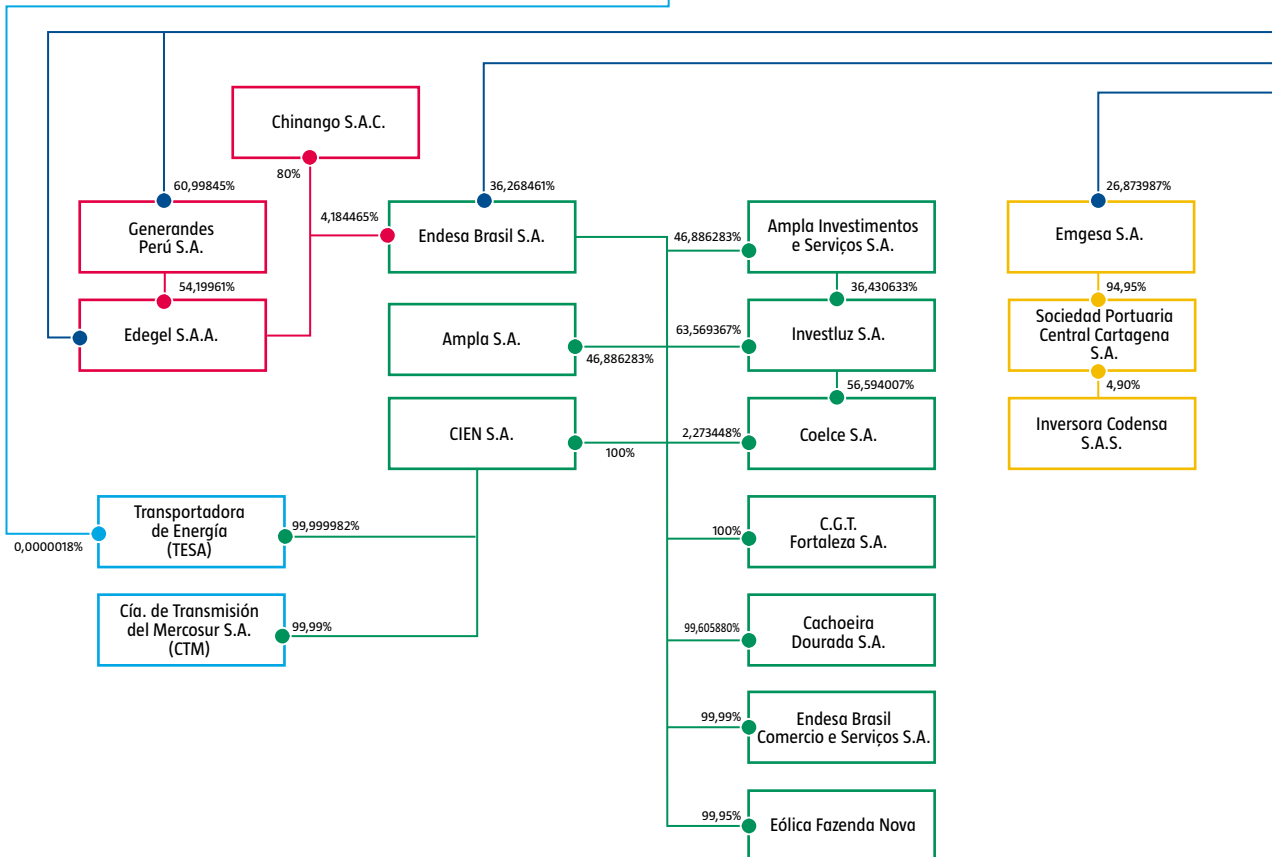 Chinango S.A.C.
80%
60,99845%
Generandes
Perú S.A.
54,19961%
Edegel S.A.A.
4,184465%
36,268461%
Endesa Brasil S.A.
Ampla S.A.
46,886283%
CIEN S.A.
100%
46,886283%
Ampla Investimentos
e Serviços S.A.
36,430633%
63,569367%
Investluz S.A.
56,594007%
2,273448%
Coelce S.A.
100%
C.G.T.
Fortaleza S.A.
99,605880%
Cachoeira
Dourada S.A.
99,99%
Endesa Brasil
Comercio e Serviços S.A.
99,95%
Eólica Fazenda Nova
26,873987%
Emgesa S.A.
94,95%
Sociedad Portuaria
Central Cartagena
S.A.
4,90%
Inversora Codensa
S.A.S.
Transportadora
de Energía
(TESA)
99,999982%
0,0000018%
Cía. de Transmisión
del Mercosur S.A.
(CTM)
99,99%